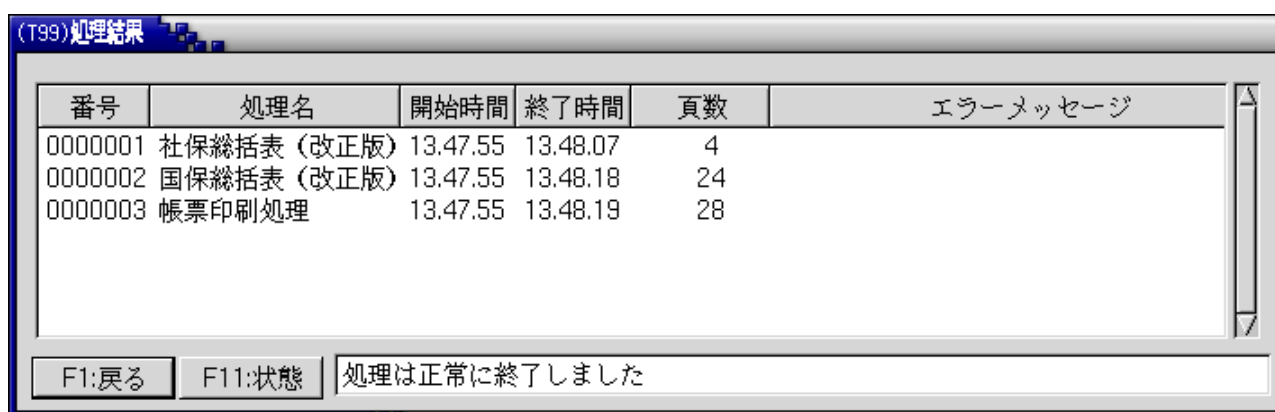 (T99)処理結果
番号 処理名 開始時間 終了時間 頁数 エラーメッセージ
0000001 社保総括表（改正版） 13.47.55 13.48.07 4
0000002 国保総括表（改正版） 13.47.55 13.48.18 24
0000003 帳票印刷処理 13.47.55 13.48.19 28
F1:戻る F11:状態 処理は正常に終了しました